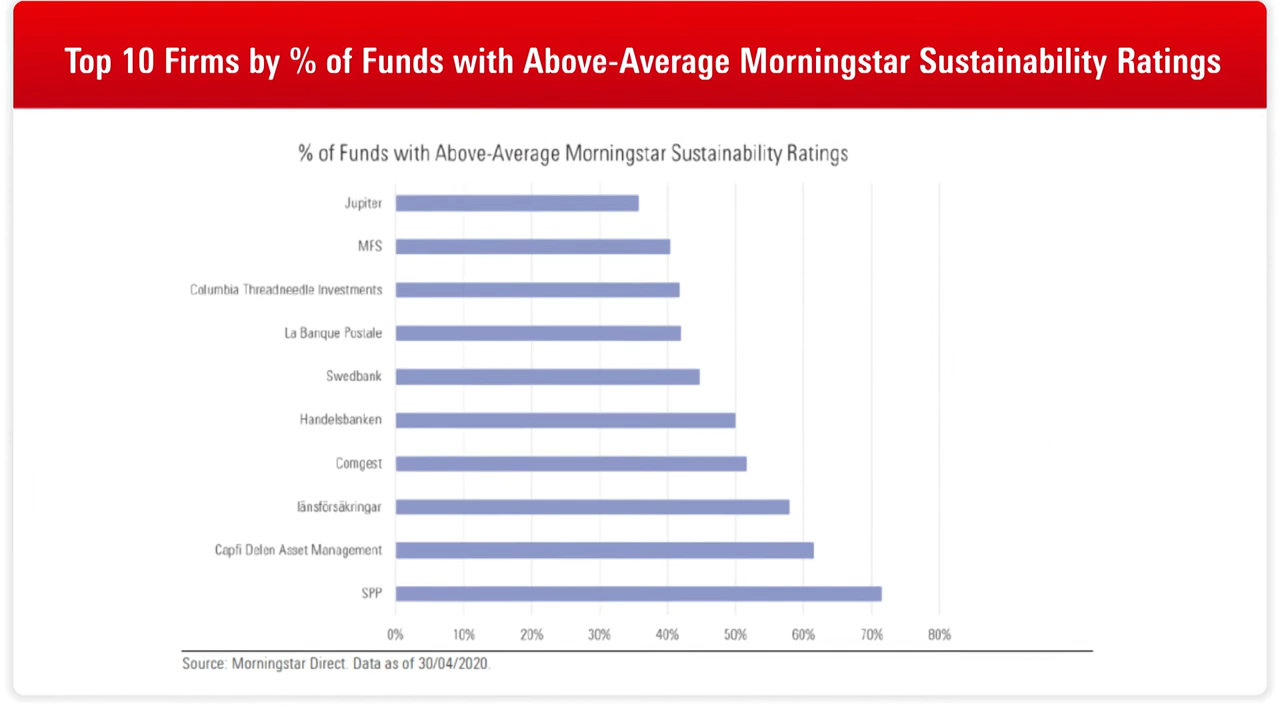 Top 10 Firms by % of Funds with Above-Average Morningstar Sustainability Ratings
% of Funds with Above-Average Morningstar Sustainability Ratings
Jupiter
MFS
Columbia Threadneedle Investments
La Banque Postale
Swedbank
Handelsbanken
Comgest
länsförsäkringar
Capfi Delen Asset Management
SPP
0% 10% 20% 30% 40% 50% 60% 70% 80%
Source: Morningstar Direct. Data as of 30/04/2020.